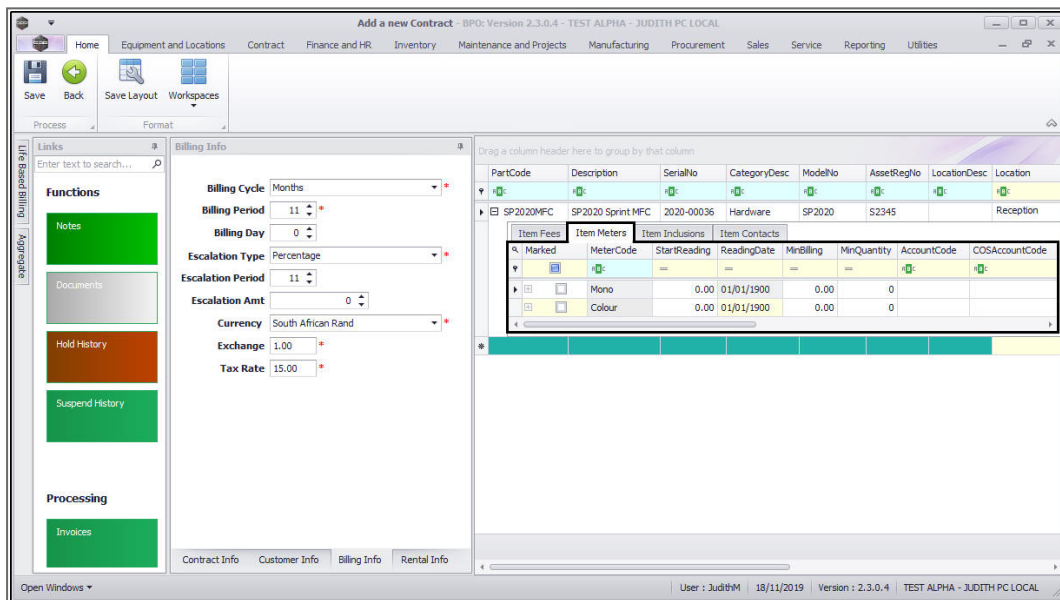 Add a new Contract - BPO: Version 2.3.0.4 - TEST ALPHA - JUDITH PC LOCAL
Home Equipment and Locations Contract Finance and HR Inventory Maintenance and Projects Manufacturing Procurement Sales Service Reporting Utilities
Save Back Save Layout Workspaces
Process Format
Life Based Billing
Aggregate
Links
Enter text to search...
Functions
Notes
Documents
Hold History
Suspend History
Processing
Invoices
Billing Info
Billing Cycle Months *
Billing Period 11 *
Billing Day 0
Escalation Type Percentage *
Escalation Period 11
Escalation Amt 0
Currency South African Rand *
Exchange 1.00 *
Tax Rate 15.00 *
Contract Info Customer Info Billing Info Rental Info
Drag a column header here to group by that column
PartCode Description SerialNo CategoryDesc ModelNo AssetRegNo LocationDesc Location
SP2020MFC SP2020 Sprint MFC 2020-00036 Hardware SP2020 S2345 Reception
Item Fees Item Meters Item Inclusions Item Contacts
Marked MeterCode StartReading ReadingDate MinBilling MinQuantity AccountCode COSAccountCode
= = = =
Mono 0.00 01/01/1900 0.00 0
Colour 0.00 01/01/1900 0.00 0
Open Windows User : JudithM 18/11/2019 Version : 2.3.0.4 TEST ALPHA - JUDITH PC LOCAL